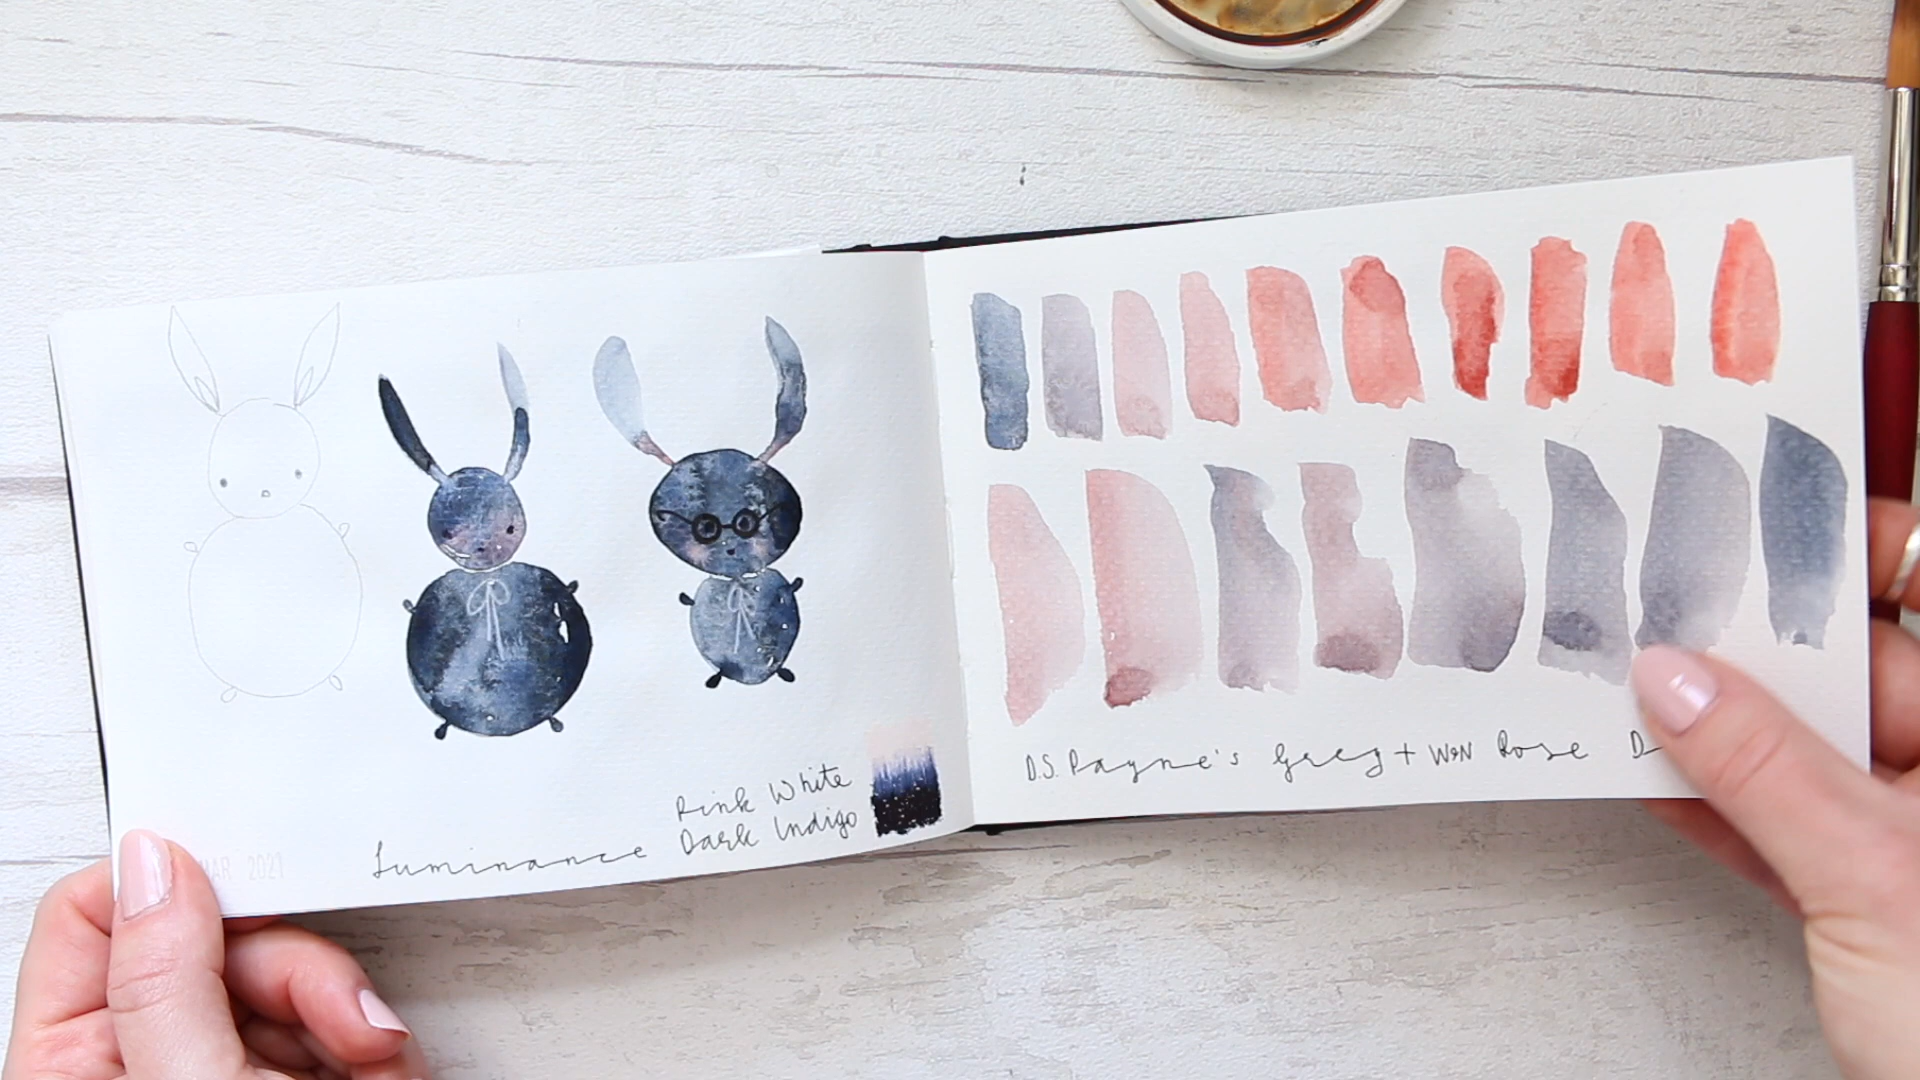 Pink White
Dark Indigo
Luminance
MAR 2021
D.S. Payne's Grey + W&N Rose D